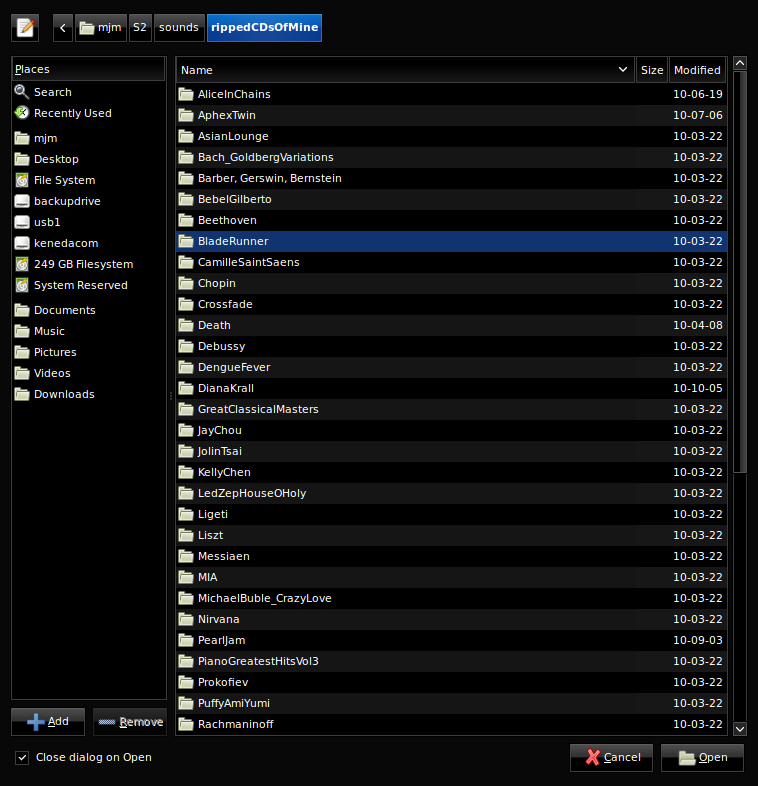 mjm S2 sounds rippedCDsOfMine
Places
Search
Recently Used
mjm
Desktop
File System
backupdrive
usb1
kenedacom
249 GB Filesystem
System Reserved
Documents
Music
Pictures
Videos
Downloads
Add Remove
Name Size Modified
AliceInChains 10-06-19
AphexTwin 10-07-06
AsianLounge 10-03-22
Bach_GoldbergVariations 10-03-22
Barber, Gerswin, Bernstein 10-03-22
BebelGilberto 10-03-22
Beethoven 10-03-22
BladeRunner 10-03-22
CamilleSaintSaens 10-03-22
Chopin 10-03-22
Crossfade 10-03-22
Death 10-04-08
Debussy 10-03-22
DengueFever 10-03-22
DianaKrall 10-10-05
GreatClassicalMasters 10-03-22
JayChou 10-03-22
JolinTsai 10-03-22
KellyChen 10-03-22
LedZepHouseOHoly 10-03-22
Ligeti 10-03-22
Liszt 10-03-22
Messiaen 10-03-22
MIA 10-03-22
MichaelBuble_CrazyLove 10-03-22
Nirvana 10-03-22
PearlJam 10-09-03
PianoGreatestHitsVol3 10-03-22
Prokofiev 10-03-22
PuffyAmiYumi 10-03-22
Rachmaninoff 10-03-22
Close dialog on Open
Cancel Open